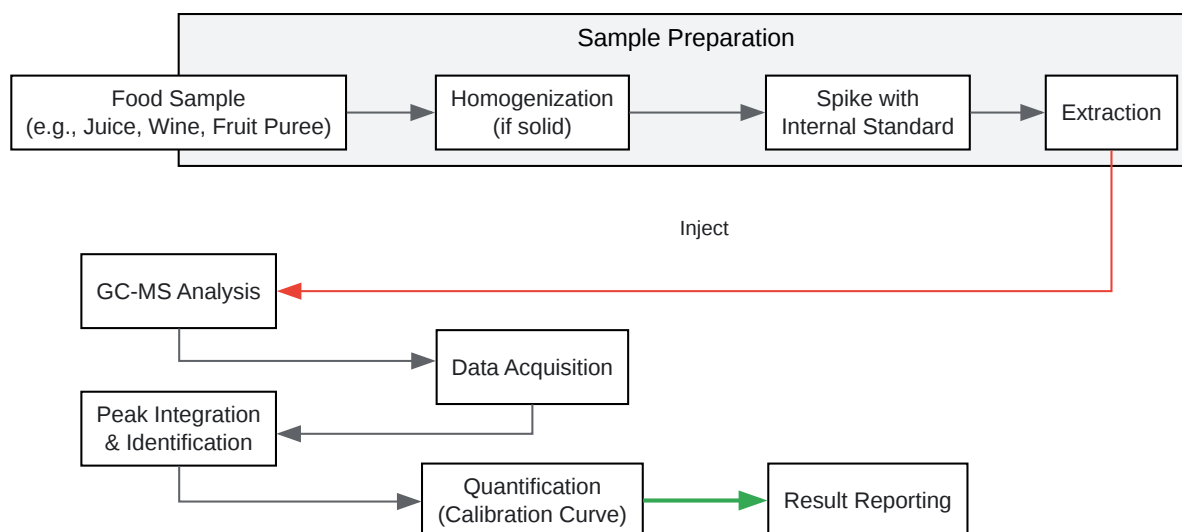 Sample Preparation
Food Sample
(e.g., Juice, Wine, Fruit Puree)
Homogenization
(if solid)
Spike with
Internal Standard
Extraction
Inject
GC-MS Analysis
Data Acquisition
Peak Integration
& Identification
Quantification
(Calibration Curve)
Result Reporting